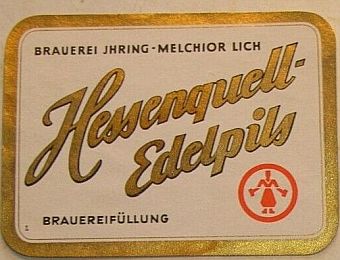 BRAUEREI JHRING-MELCHIOR LICH
Hessenquell-
Edelpils
BRAUEREIFÜLLUNG